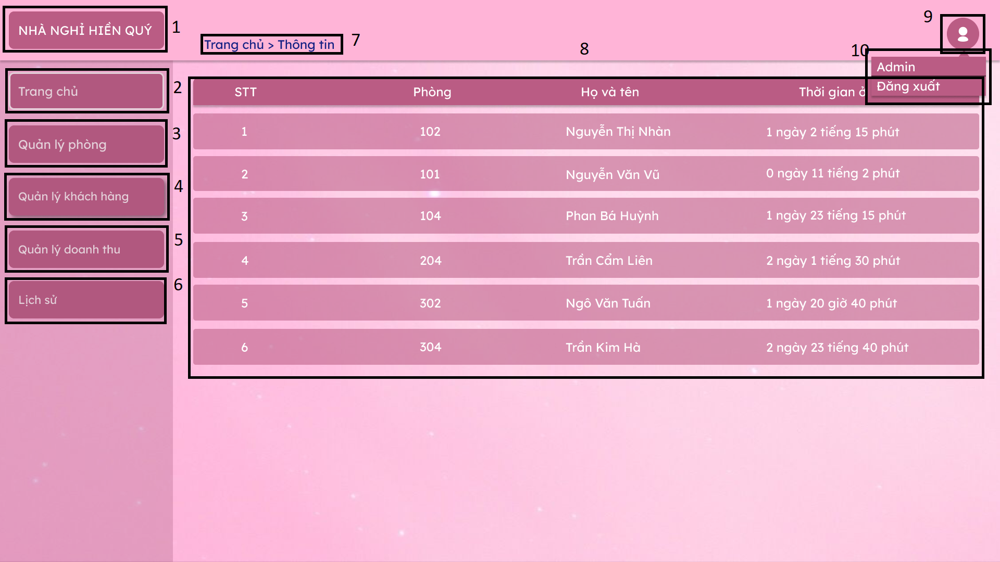 NHÀ NGHỈ HIỀN QUÝ
1
Trang chủ > Thông tin
7
8
9
10
Admin
Đăng xuất
Trang chủ
2
Quản lý phòng
3
Quản lý khách hàng
4
Quản lý doanh thu
5
Lịch sử
6
STT Phòng Họ và tên Thời gian ở
1 102 Nguyễn Thị Nhàn 1 ngày 2 tiếng 15 phút
2 101 Nguyễn Văn Vũ 0 ngày 11 tiếng 2 phút
3 104 Phan Bá Huỳnh 1 ngày 23 tiếng 15 phút
4 204 Trần Cẩm Liên 2 ngày 1 tiếng 30 phút
5 302 Ngô Văn Tuấn 1 ngày 20 giờ 40 phút
6 304 Trần Kim Hà 2 ngày 23 tiếng 40 phút